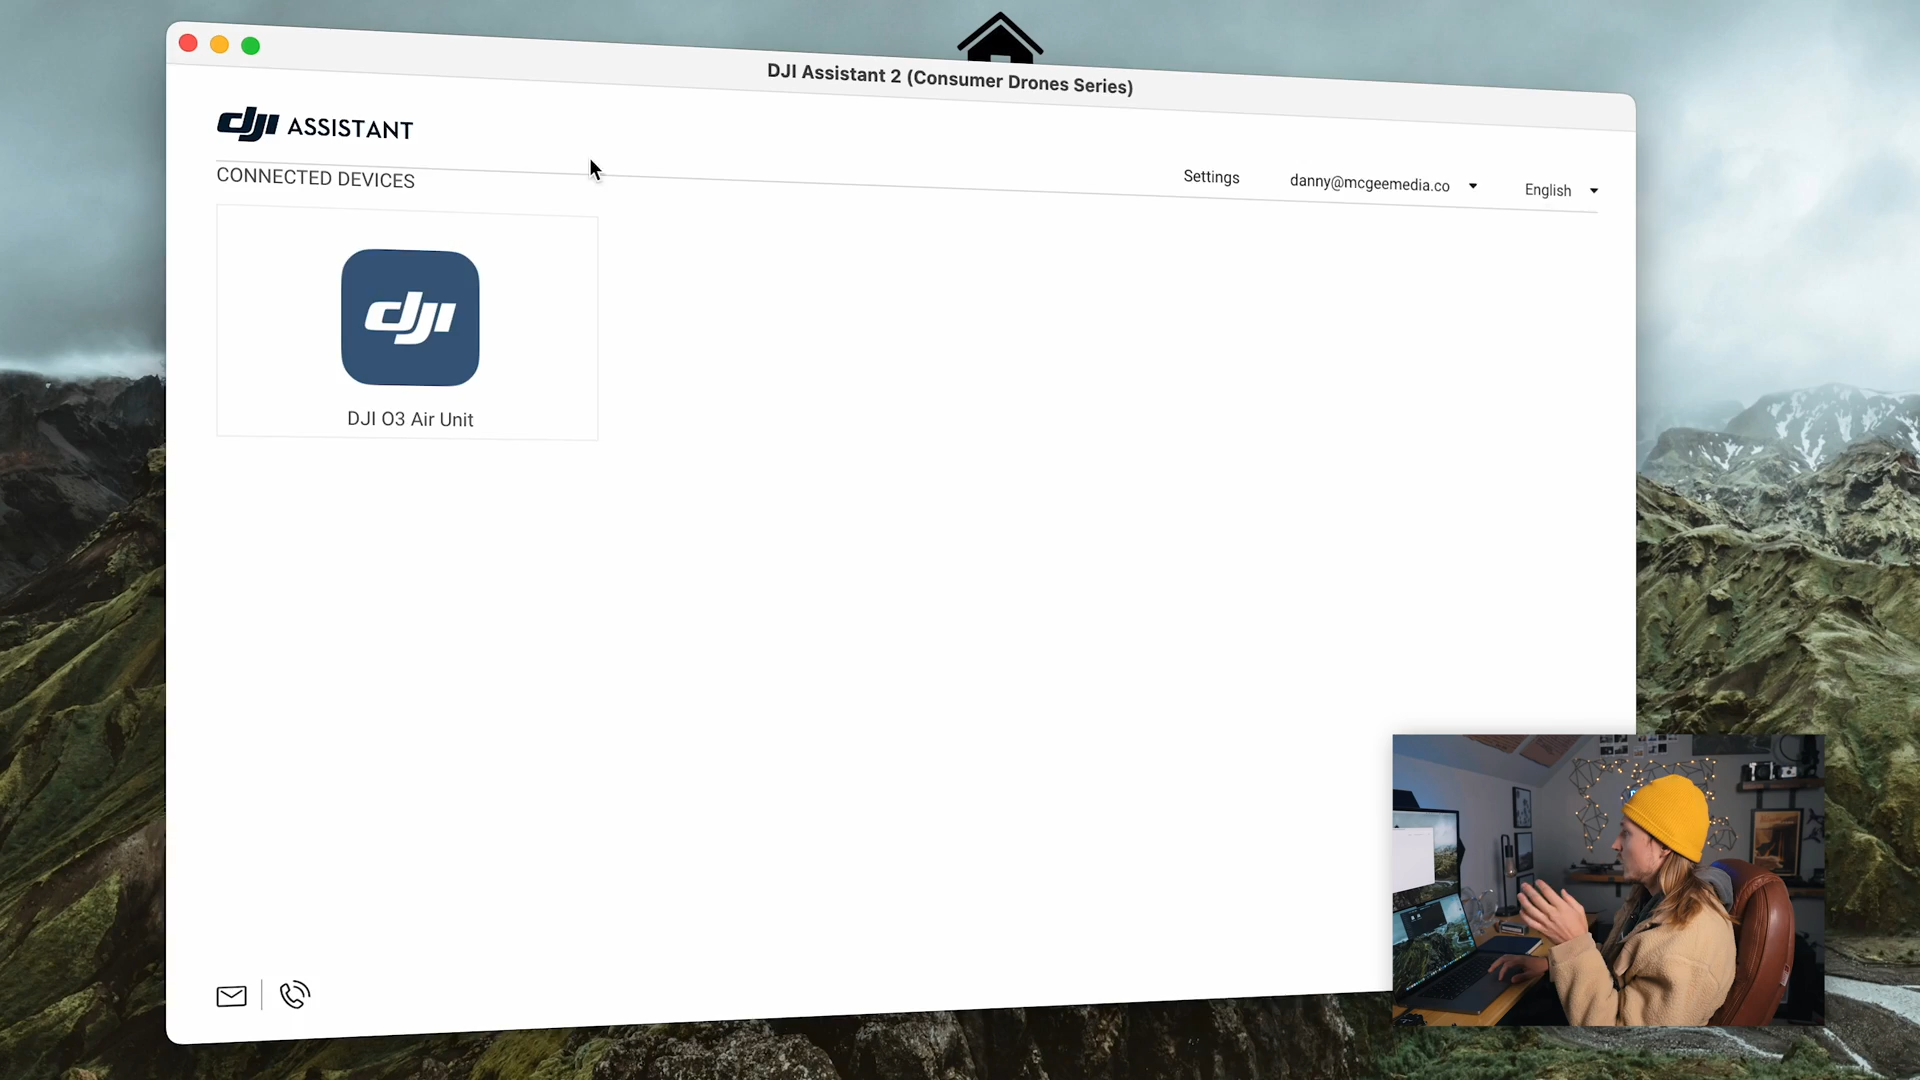 DJI Assistant 2 (Consumer Drones Series)
dji ASSISTANT
Settings
danny@mcgeemedia.co
English
CONNECTED DEVICES
dji
DJI O3 Air Unit